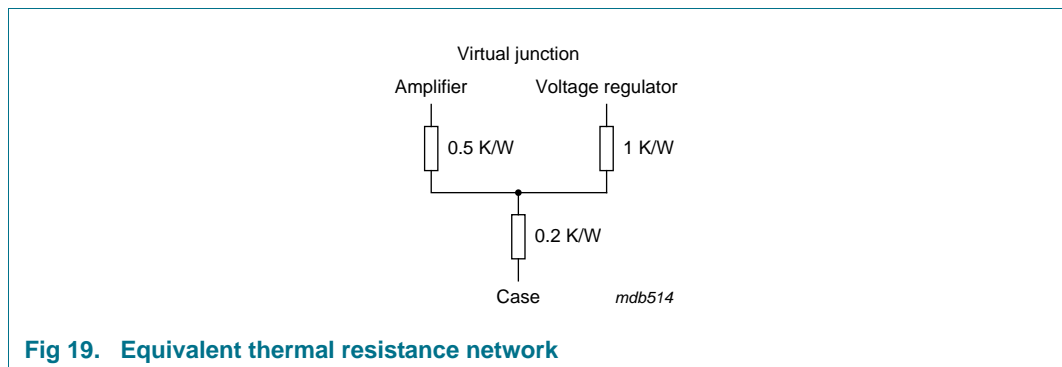 Virtual junction
Amplifier Voltage regulator
0.5 K/W 1 K/W
0.2 K/W
Case mdb514
Fig 19. Equivalent thermal resistance network